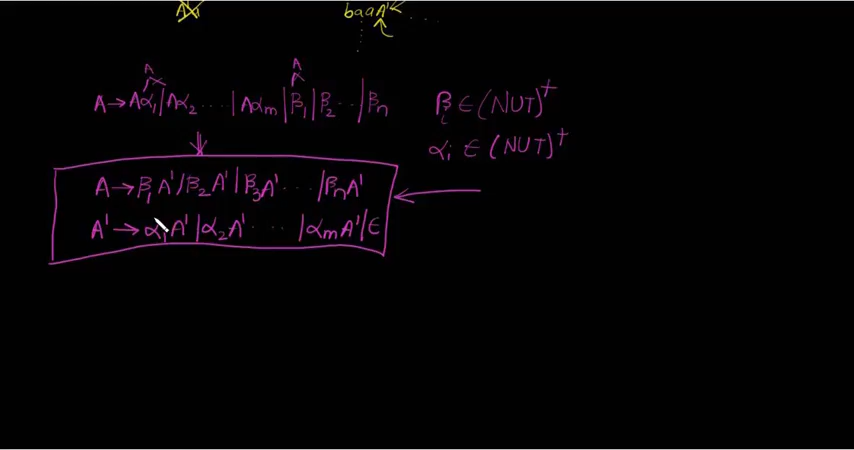 baaA'
A
A
A→Aα₁|Aα₂ .... |Aαm|β₁|β₂ ..|βn
βi ∈ (NUT)⁺
αi ∈ (NUT)⁺
A→β₁A'/β₂A'|β₃A' ... |βnA'
A' → α₁A'|α₂A' ... |αmA'|ϵ